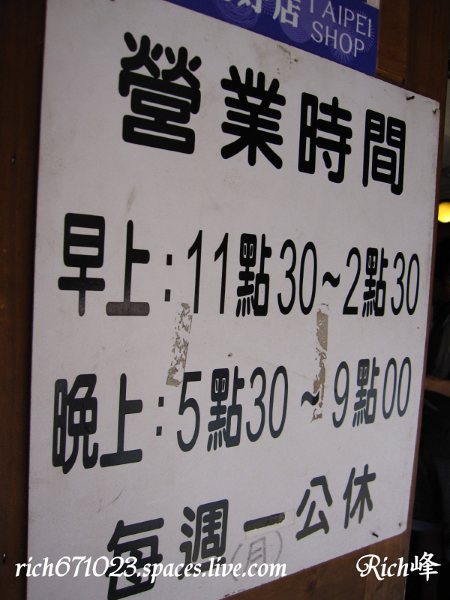 好店
TAIPEI
SHOP
營業時間
早上:11點30~2點30
晚上:5點30~9點00
每週一公休
(月)
rich671023.spaces.live.com
Rich峰